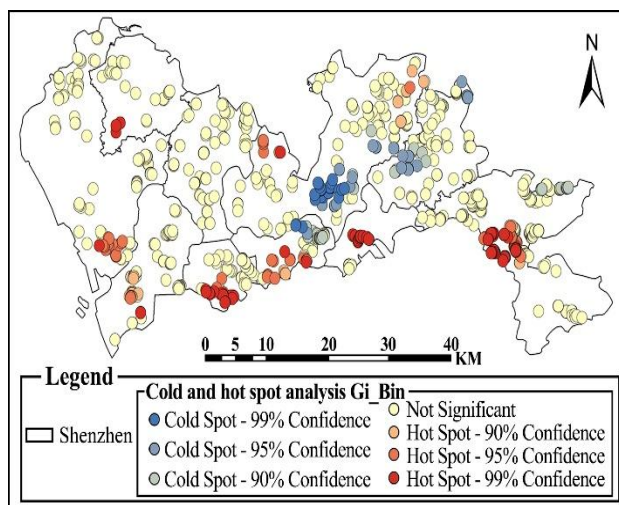 N
0 5 10 20 30 40
KM
Legend
Shenzhen
Cold and hot spot analysis Gi_Bin
Cold Spot - 99% Confidence
Cold Spot - 95% Confidence
Cold Spot - 90% Confidence
Not Significant
Hot Spot - 90% Confidence
Hot Spot - 95% Confidence
Hot Spot - 99% Confidence